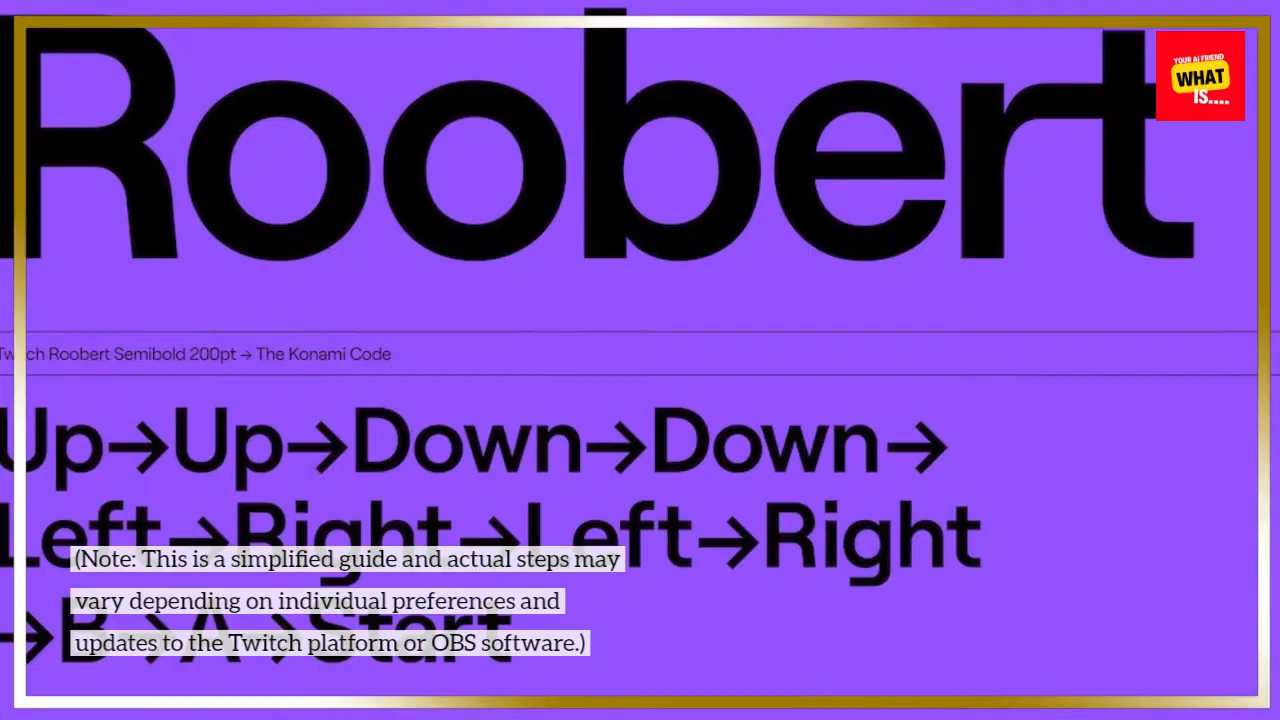 Roobert
YOUR AI FRIEND
WHAT
IS....
Twitch Roobert Semibold 200pt → The Konami Code
Up→Up→Down→Down→
Left→Right→Left→Right
→B→A→Start
(Note: This is a simplified guide and actual steps may
vary depending on individual preferences and
updates to the Twitch platform or OBS software.)